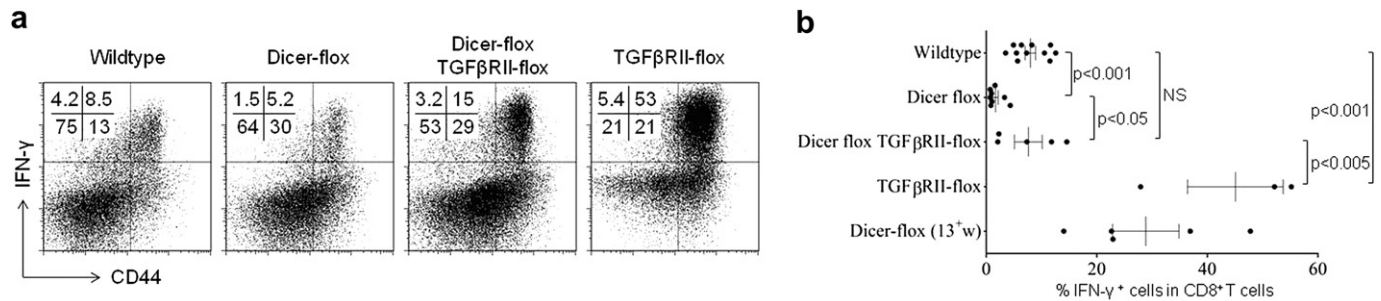 a
Wildtype
Dicer-flox
Dicer-flox
TGFβRII-flox
TGFβRII-flox
4.2 8.5
75 13
1.5 5.2
64 30
3.2 15
53 29
5.4 53
21 21
IFN-γ
CD44
b
Wildtype
Dicer flox
Dicer flox TGFβRII-flox
TGFβRII-flox
Dicer-flox (13⁺w)
p<0.001
p<0.05
NS
p<0.001
p<0.005
0 20 40 60
% IFN-γ⁺ cells in CD8⁺T cells